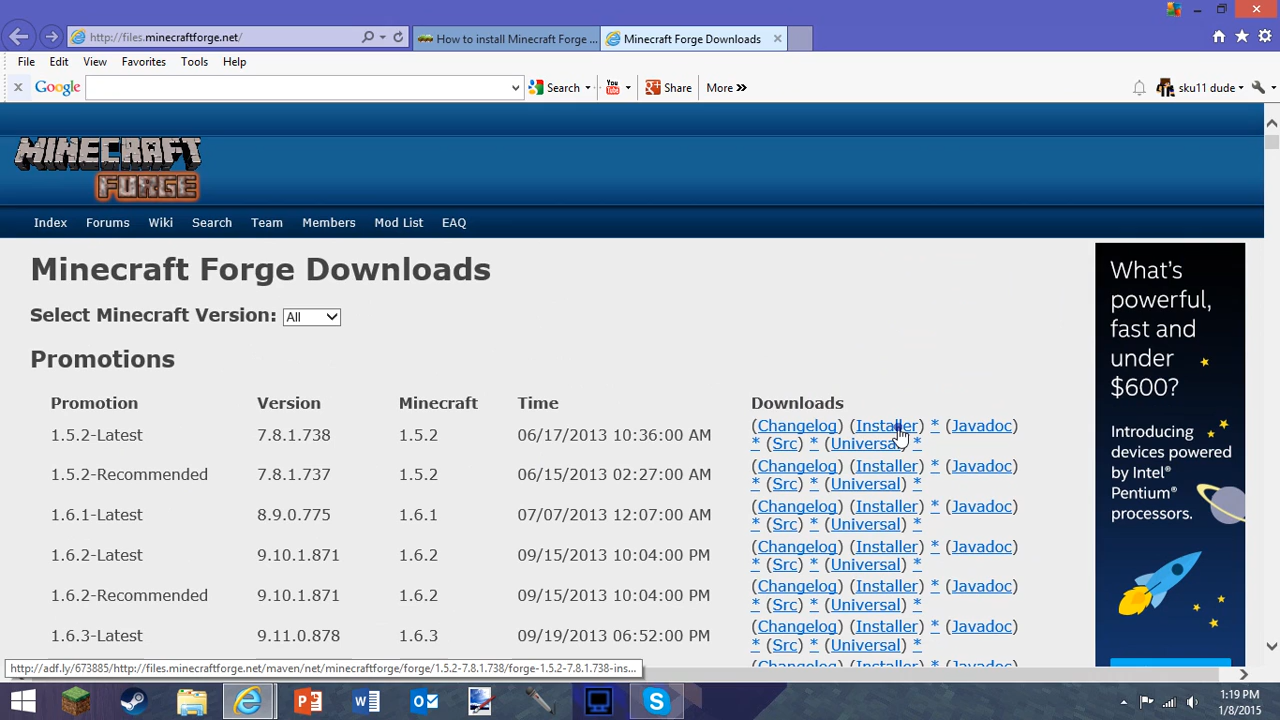 http://files.minecraftforge.net/
How to install Minecraft Forge ...
Minecraft Forge Downloads
File Edit View Favorites Tools Help
Google Search Share More » sku11 dude
MINECRAFT
FORGE
Index Forums Wiki Search Team Members Mod List EAQ
Minecraft Forge Downloads
Select Minecraft Version: All
Promotions
Promotion Version Minecraft Time Downloads
1.5.2-Latest 7.8.1.738 1.5.2 06/17/2013 10:36:00 AM (Changelog) (Installer) * (Javadoc)
* (Src) * (Universal) *
1.5.2-Recommended 7.8.1.737 1.5.2 06/15/2013 02:27:00 AM (Changelog) (Installer) * (Javadoc)
* (Src) * (Universal) *
1.6.1-Latest 8.9.0.775 1.6.1 07/07/2013 12:07:00 AM (Changelog) (Installer) * (Javadoc)
* (Src) * (Universal) *
1.6.2-Latest 9.10.1.871 1.6.2 09/15/2013 10:04:00 PM (Changelog) (Installer) * (Javadoc)
* (Src) * (Universal) *
1.6.2-Recommended 9.10.1.871 1.6.2 09/15/2013 10:04:00 PM (Changelog) (Installer) * (Javadoc)
* (Src) * (Universal) *
1.6.3-Latest 9.11.0.878 1.6.3 09/19/2013 06:52:00 PM (Changelog) (Installer) * (Javadoc)
* (Src) * (Universal) *
(Changelog) (Installer) * (Javadoc)
What's
powerful,
fast and
under
$600?
Introducing
devices powered
by Intel®
Pentium®
processors.
http://adf.ly/673885/http://files.minecraftforge.net/maven/net/minecraftforge/forge/1.5.2-7.8.1.738/forge-1.5.2-7.8.1.738-ins...
1:19 PM
1/8/2015